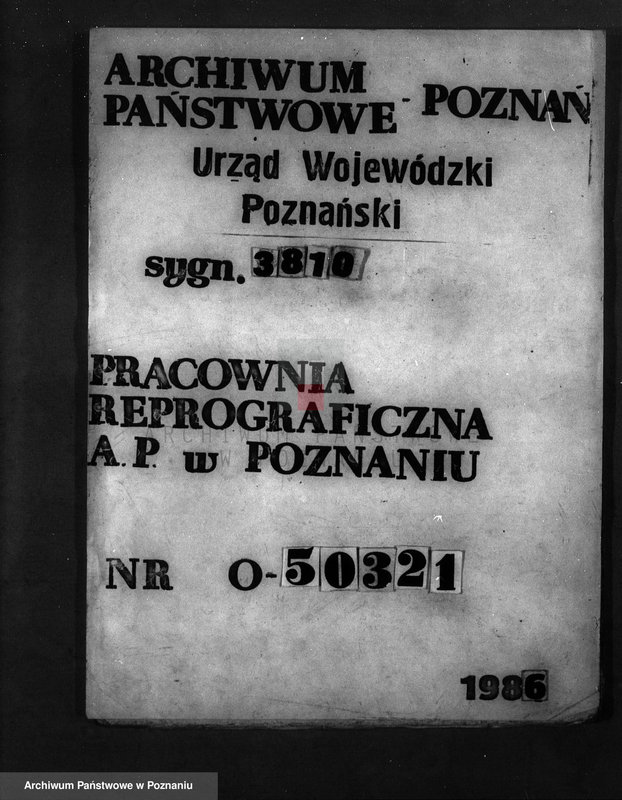 ARCHIWUM
PAŃSTWOWE - POZNAŃ
Urząd Wojewódzki
Poznański
sygn. 3810
PRACOWNIA
REPROGRAFICZNA
A. P. w POZNANIU
NR O-50321
1986
Archiwum Państwowe w Poznaniu